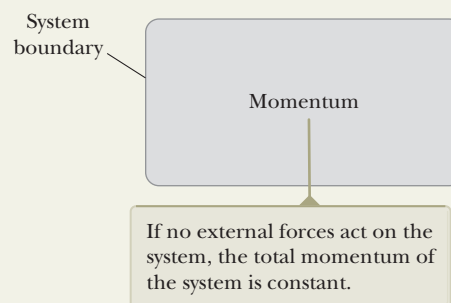 System
boundary
Momentum
If no external forces act on the
system, the total momentum of
the system is constant.